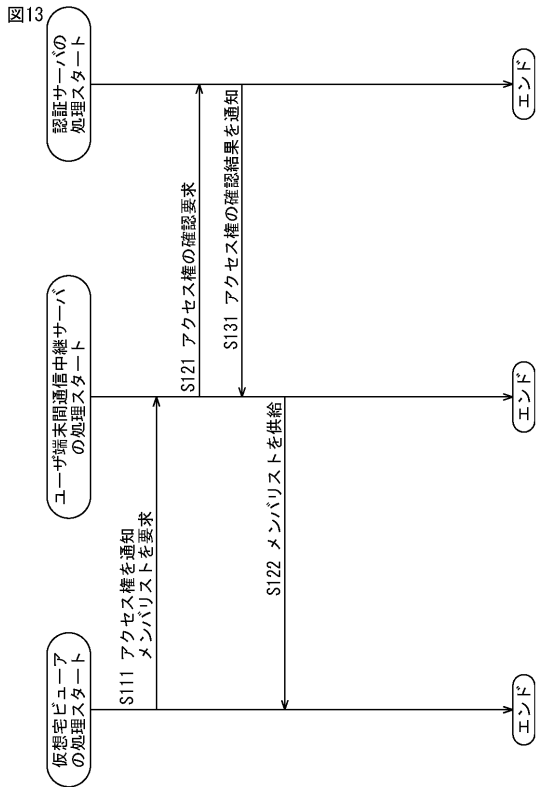 図13
仮想宅ビューア
の処理スタート
ユーザ端末間通信中継サーバ
の処理スタート
認証サーバの
処理スタート
S111 アクセス権を通知
メンバリストを要求
S121 アクセス権の確認要求
S131 アクセス権の確認結果を通知
S122 メンバリストを供給
エンド
エンド
エンド